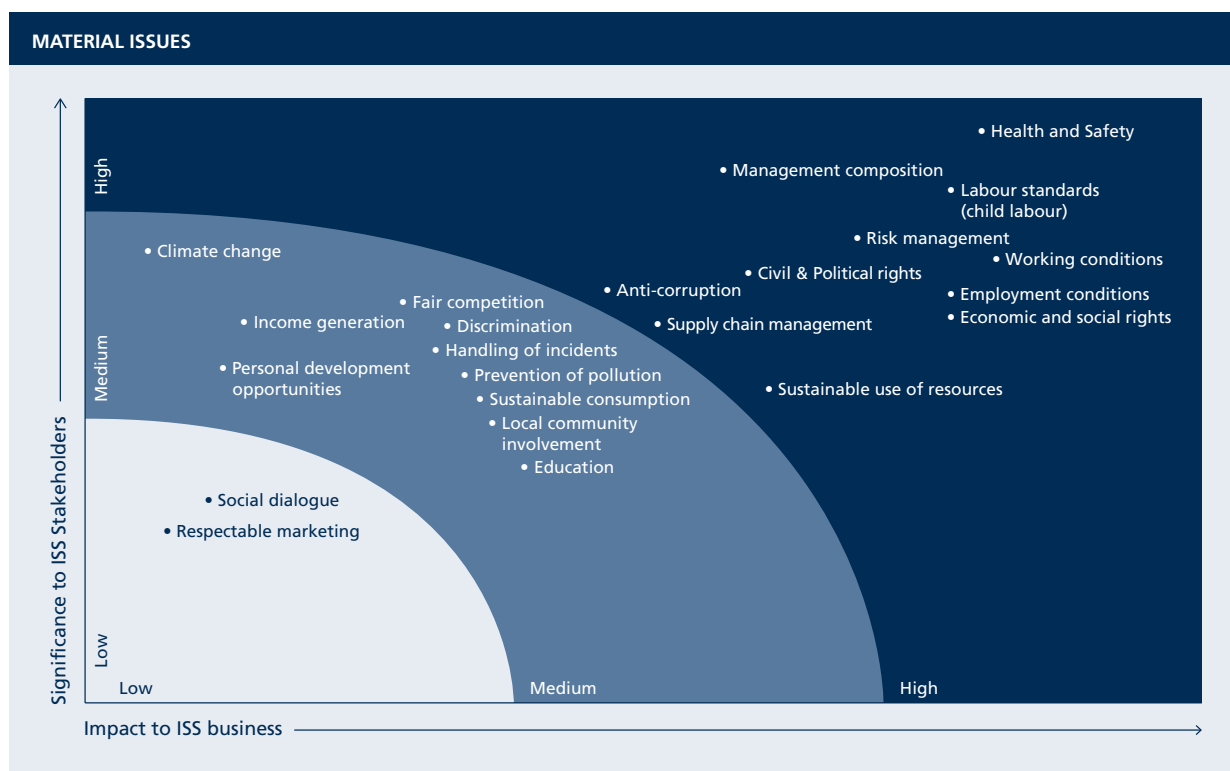 MATERIAL ISSUES
Significance to ISS Stakeholders
High
Medium
Low
• Health and Safety
• Management composition
• Labour standards
(child labour)
• Risk management
• Working conditions
• Climate change
• Civil & Political rights
• Anti-corruption
• Employment conditions
• Fair competition
• Economic and social rights
• Income generation
• Discrimination
• Supply chain management
• Handling of incidents
• Personal development
opportunities
• Prevention of pollution
• Sustainable use of resources
• Sustainable consumption
• Local community
involvement
• Education
• Social dialogue
• Respectable marketing
Low
Medium
High
Impact to ISS business